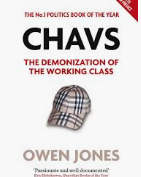 THE No.1 POLITICS BOOK OF THE YEAR
CHAVS
THE DEMONIZATION
OF THE WORKING CLASS
OWEN JONES
'Passionate and well documented'